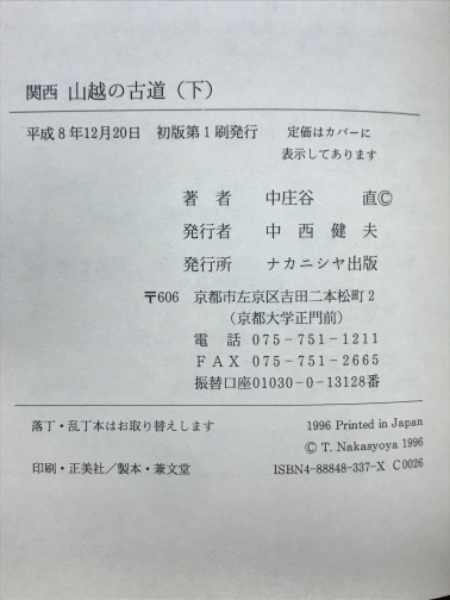 関西 山越の古道（下）
平成8年12月20日 初版第1刷発行 定価はカバーに
表示してあります
著者 中庄谷 直©
発行者 中西健夫
発行所 ナカニシヤ出版
〒606 京都市左京区吉田二本松町2
（京都大学正門前）
電話 075-751-1211
FAX 075-751-2665
振替口座01030-0-13128番
落丁・乱丁本はお取り替えします
1996 Printed in Japan
© T. Nakasyoya 1996
印刷・正美社／製本・兼文堂
ISBN4-88848-337-X C0026